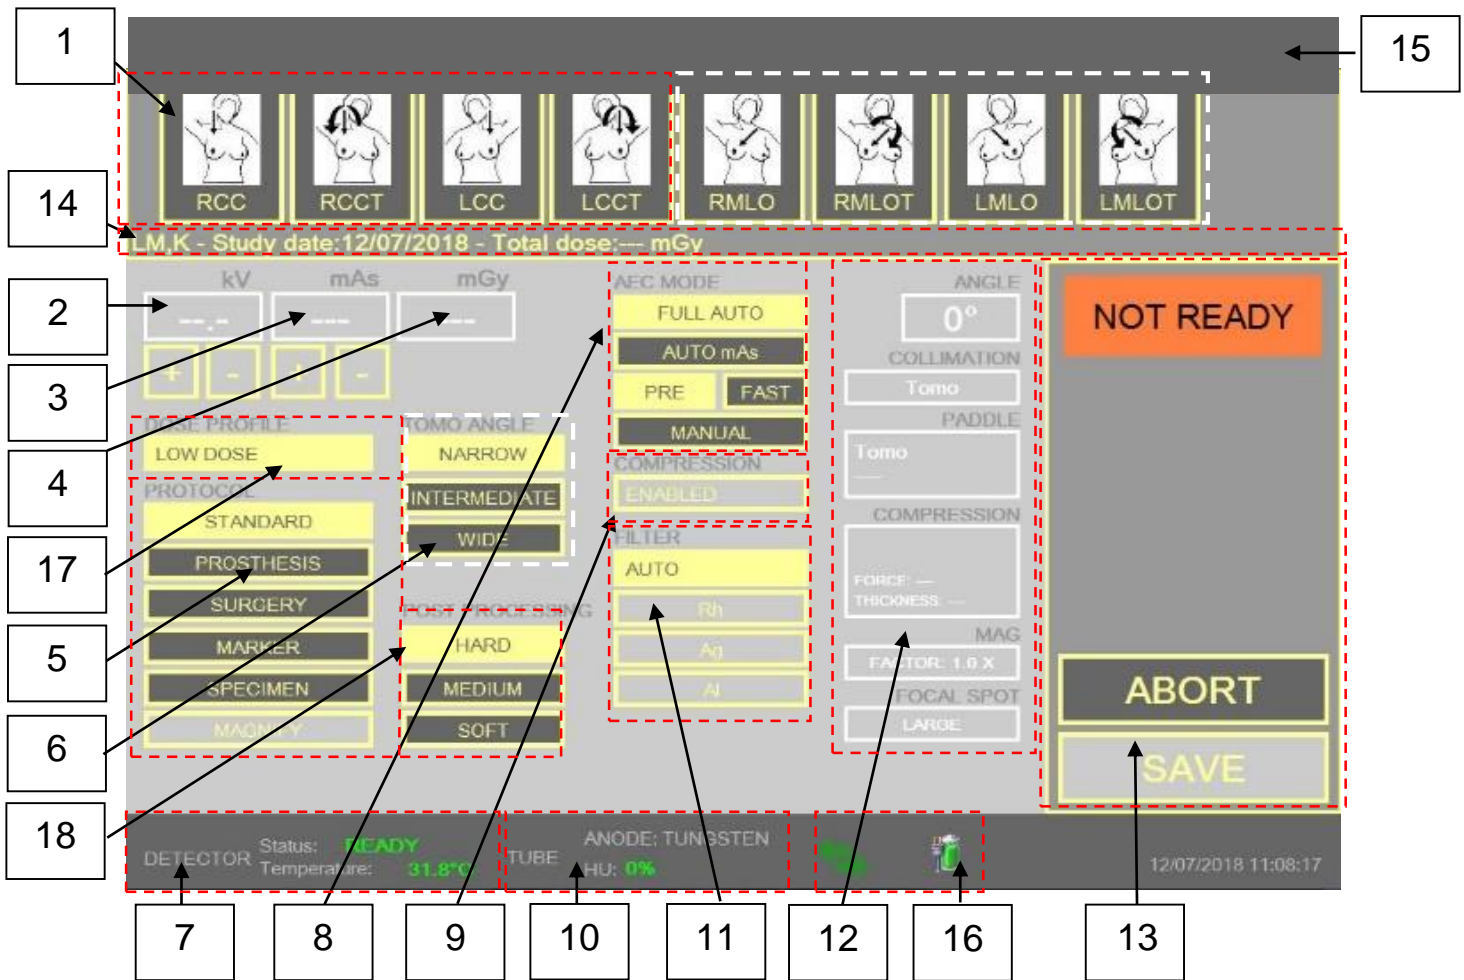 1
15
RCC RCCT LCC LCCT RMLO RMLOT LMLO LMLOT
14
LM,K - Study date:12/07/2018 - Total dose:--- mGy
kV mAs mGy
2
--.- --- ---
+ - + -
3
4
AEC MODE
FULL AUTO
AUTO mAs
PRE FAST
MANUAL
ANGLE
0°
COLLIMATION
Tomo
PADDLE
Tomo
----
COMPRESSION
FORCE: ---
THICKNESS: ---
MAG
FACTOR: 1.0 X
FOCAL SPOT
LARGE
NOT READY
ABORT
SAVE
DOSE PROFILE
LOW DOSE
TOMO ANGLE
NARROW
INTERMEDIATE
WIDE
COMPRESSION
ENABLED
17
PROTOCOL
STANDARD
PROSTHESIS
SURGERY
MARKER
SPECIMEN
MAGNIFY
5
6
18
POST PROCESSING
HARD
MEDIUM
SOFT
FILTER
AUTO
Rh
Ag
Al
DETECTOR
Status: READY
Temperature: 31.8°C
TUBE
ANODE: TUNGSTEN
HU: 0%
12/07/2018 11:08:17
7 8 9 10 11 12 16 13